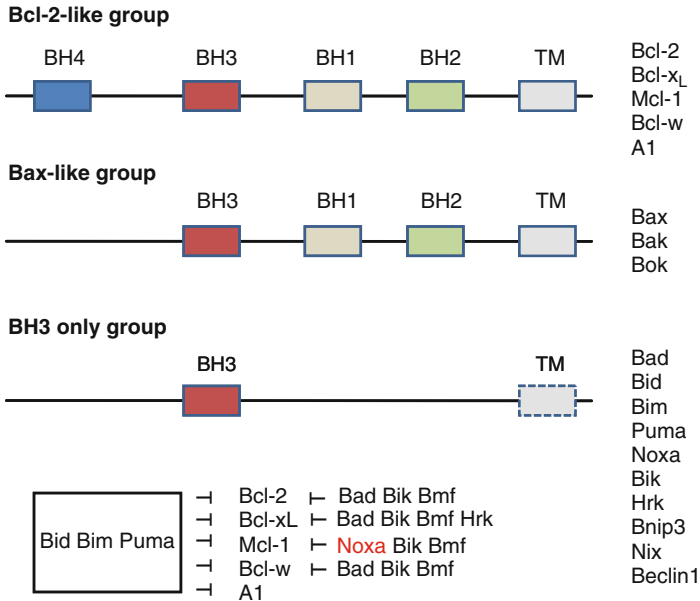 Bcl-2-like group
BH4 BH3 BH1 BH2 TM
Bcl-2
Bcl-xL
Mcl-1
Bcl-w
A1
Bax-like group
BH3 BH1 BH2 TM
Bax
Bak
Bok
BH3 only group
BH3 TM
Bad
Bid
Bim
Puma
Noxa
Bik
Hrk
Bnip3
Nix
Beclin1
Bid Bim Puma
Bcl-2 Bad Bik Bmf
Bcl-xL Bad Bik Bmf Hrk
Mcl-1 Noxa Bik Bmf
Bcl-w Bad Bik Bmf
A1